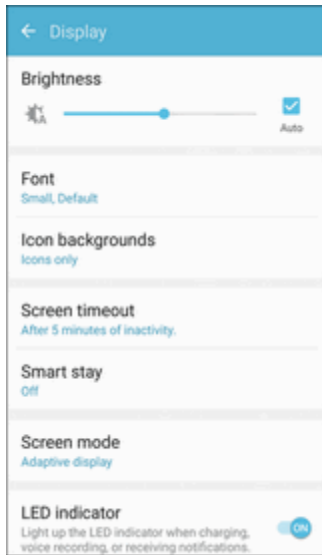 Display
Brightness
Auto
Font
Small, Default
Icon backgrounds
Icons only
Screen timeout
After 5 minutes of inactivity.
Smart stay
Off
Screen mode
Adaptive display
LED indicator
Light up the LED indicator when charging,
voice recording, or receiving notifications.
ON